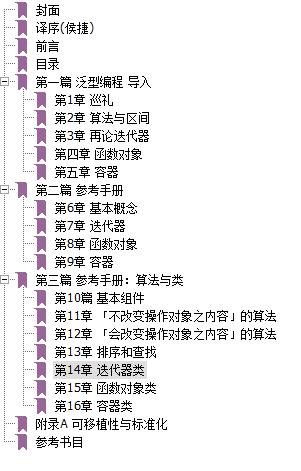 封面
译序(侯捷)
前言
目录
第一篇 泛型编程 导入
第1章 巡礼
第2章 算法与区间
第3章 再论迭代器
第四章 函数对象
第五章 容器
第二篇 参考手册
第6章 基本概念
第7章 迭代器
第8章 函数对象
第9章 容器
第三篇 参考手册：算法与类
第10篇 基本组件
第11章 「不改变操作对象之内容」的算法
第12章 「会改变操作对象之内容」的算法
第13章 排序和查找
第14章 迭代器类
第15章 函数对象类
第16章 容器类
附录A 可移植性与标准化
参考书目